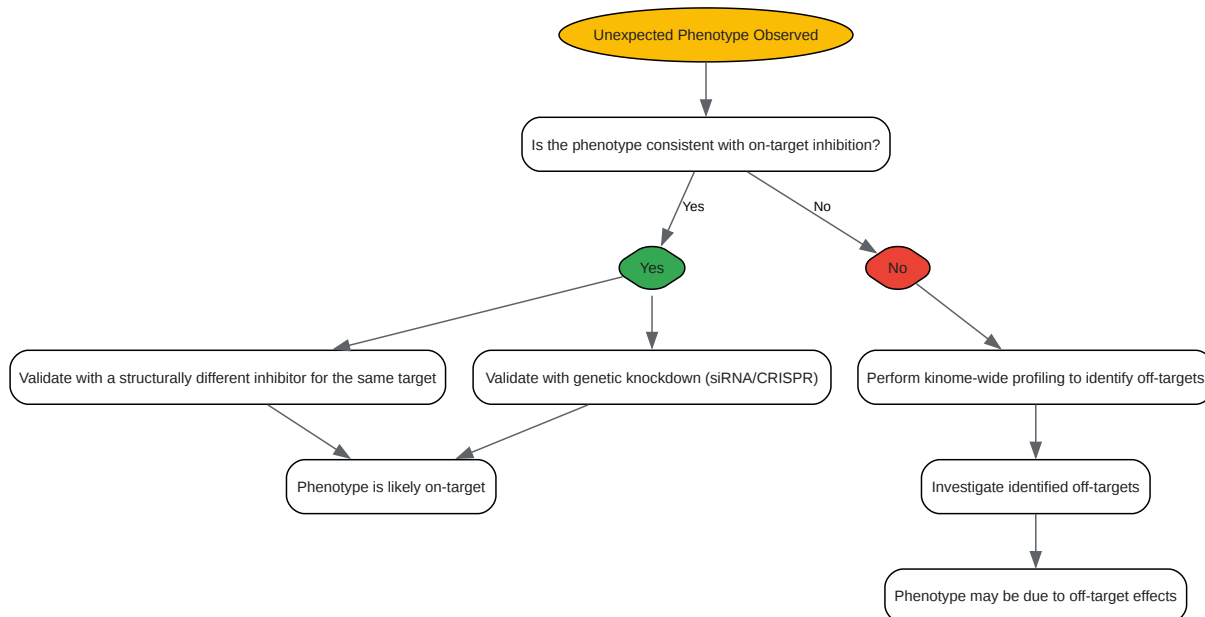 Unexpected Phenotype Observed
Is the phenotype consistent with on-target inhibition?
Yes
No
Yes
No
Validate with a structurally different inhibitor for the same target
Validate with genetic knockdown (siRNA/CRISPR)
Perform kinome-wide profiling to identify off-targets
Phenotype is likely on-target
Investigate identified off-targets
Phenotype may be due to off-target effects